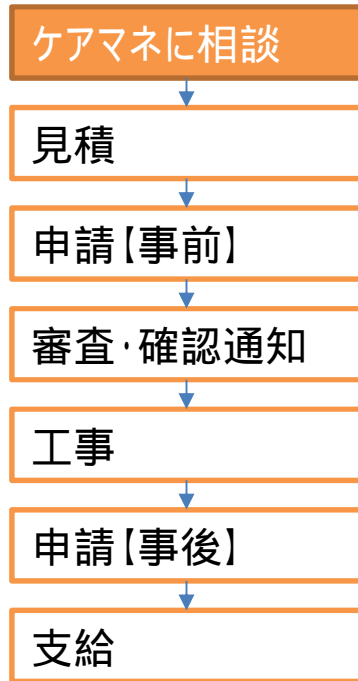 ケアマネに相談
見積
申請【事前】
審査・確認通知
工事
申請【事後】
支給